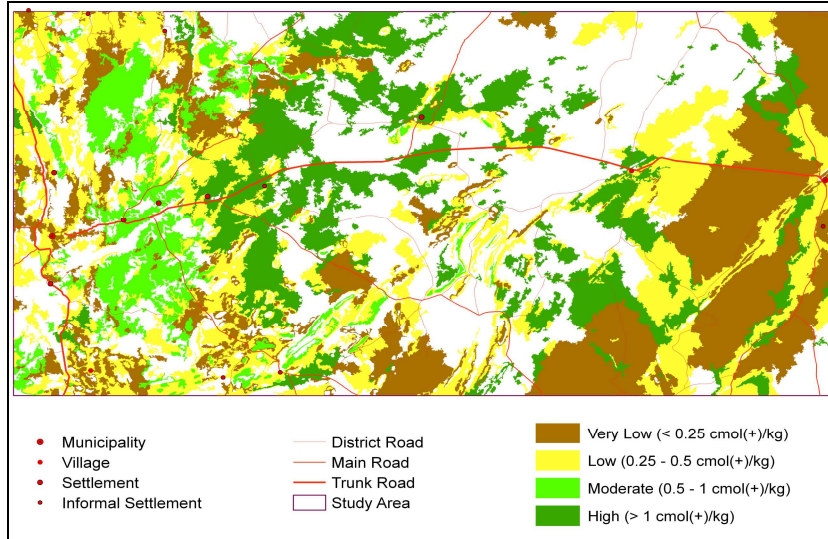 Municipality
Village
Settlement
Informal Settlement
District Road
Main Road
Trunk Road
Study Area
Very Low (< 0.25 cmol(+)/kg)
Low (0.25 - 0.5 cmol(+)/kg)
Moderate (0.5 - 1 cmol(+)/kg)
High (> 1 cmol(+)/kg)